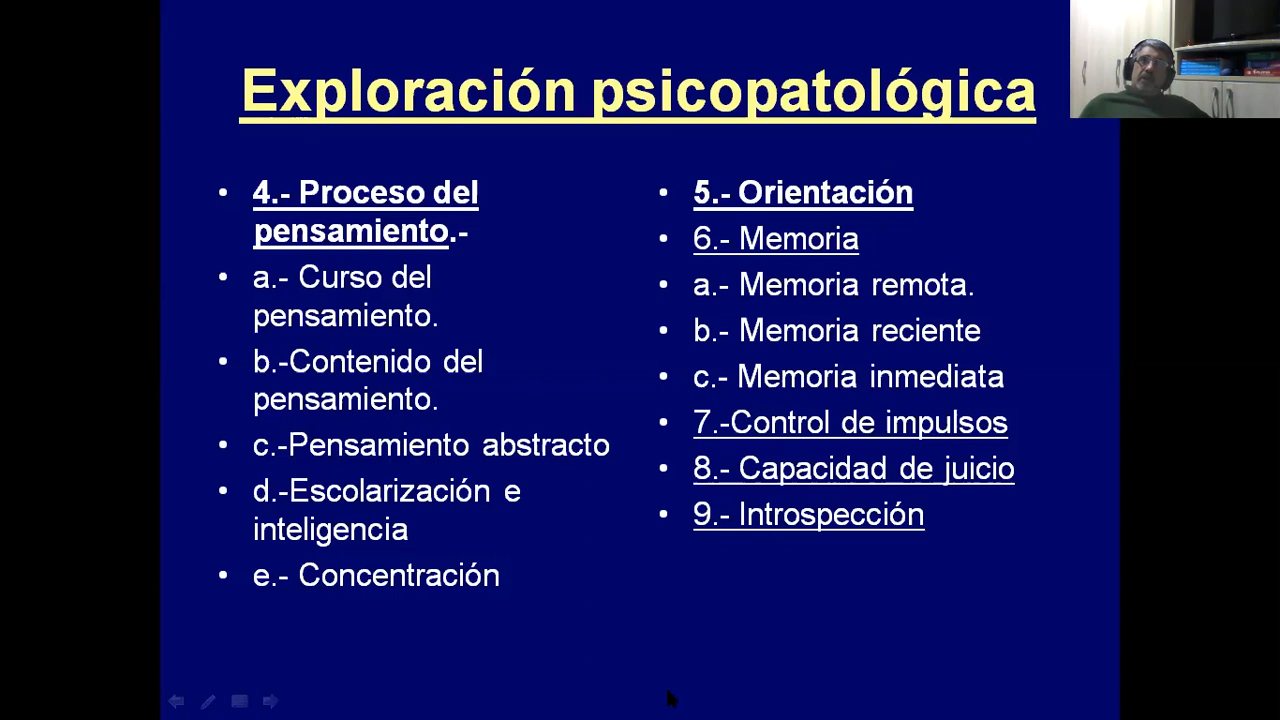 Exploración psicopatológica
4.- Proceso del
pensamiento.-
a.- Curso del
pensamiento.
b.-Contenido del
pensamiento.
c.-Pensamiento abstracto
d.-Escolarización e
inteligencia
e.- Concentración
5.- Orientación
6.- Memoria
a.- Memoria remota.
b.- Memoria reciente
c.- Memoria inmediata
7.-Control de impulsos
8.- Capacidad de juicio
9.- Introspección